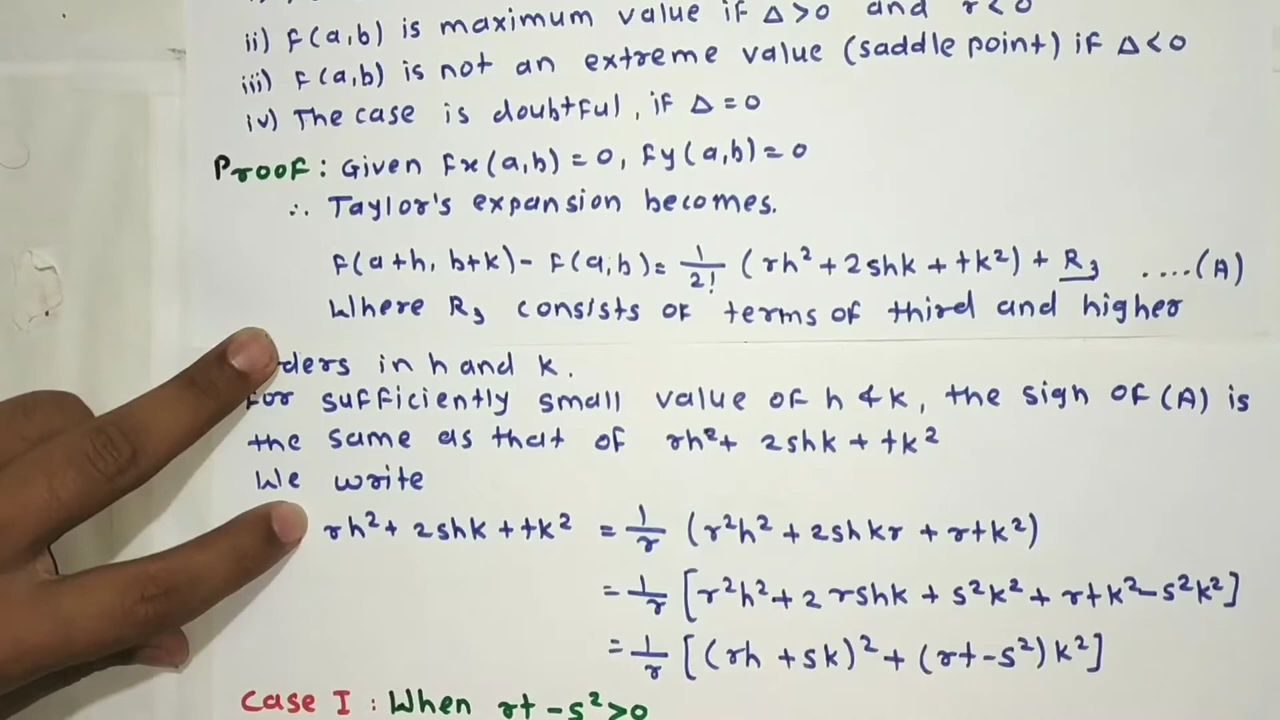 ii) F(a,b) is maximum value if Δ>0 and r<0
iii) F(a,b) is not an extreme value (saddle point) if Δ<0
iv) The case is doubtful, if Δ=0
Proof: Given Fx(a,b)=0, Fy(a,b)=0
∴ Taylor's expansion becomes.
F(a+h, b+k)- F(a,b)= 1/2! (rh²+2shk+tk²)+R₃ ....(A)
Where R₃ consists of terms of third and higher
ders in h and k.
For sufficiently small value of h & k, the sign of (A) is
the same as that of rh²+ 2shk+tk²
We write
rh²+2shk+tk² = 1/r (r²h²+2shkr+rtk²)
= 1/r [r²h²+2rshk+s²k²+rtk²-s²k²]
= 1/r [(rh+sk)²+(rt-s²)k²]
Case I : When rt-s²>0